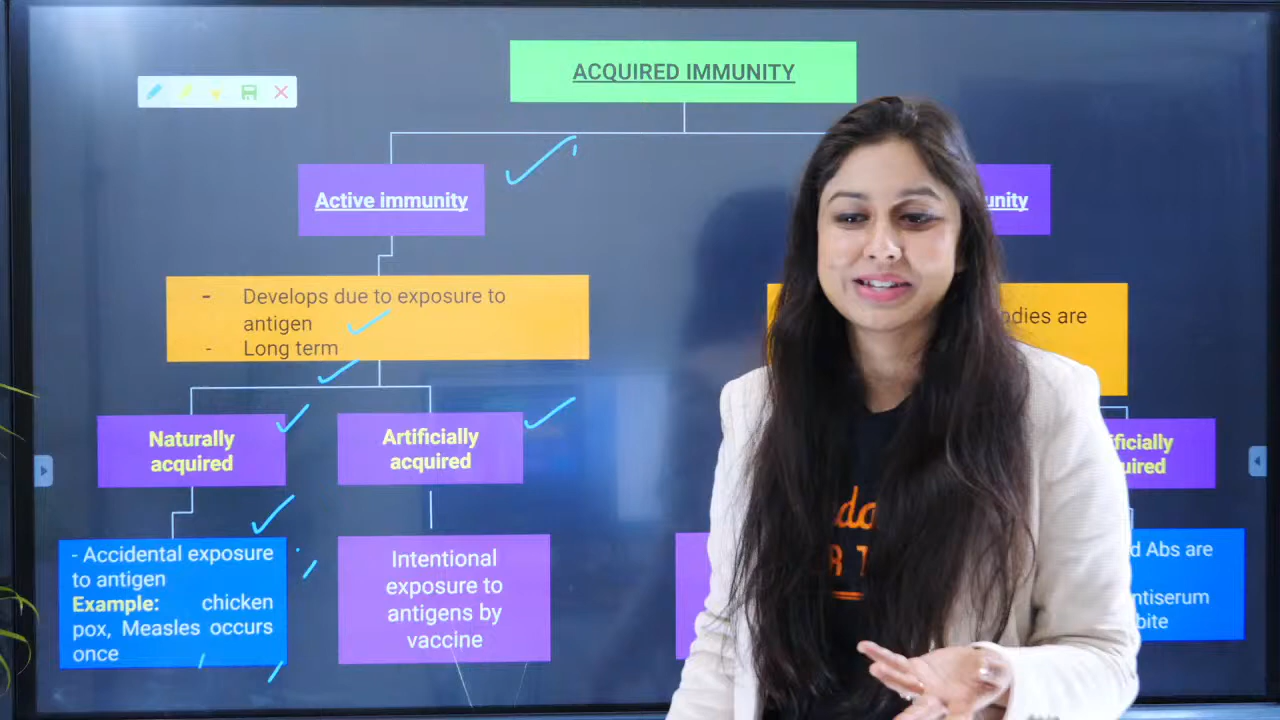 ACQUIRED IMMUNITY
Active immunity
unity
- Develops due to exposure to
antigen
- Long term
odies are
Naturally
acquired
Artificially
acquired
ficially
uired
- Accidental exposure
to antigen
Example: chicken
pox, Measles occurs
once
Intentional
exposure to
antigens by
vaccine
d Abs are
ntiserum
bite